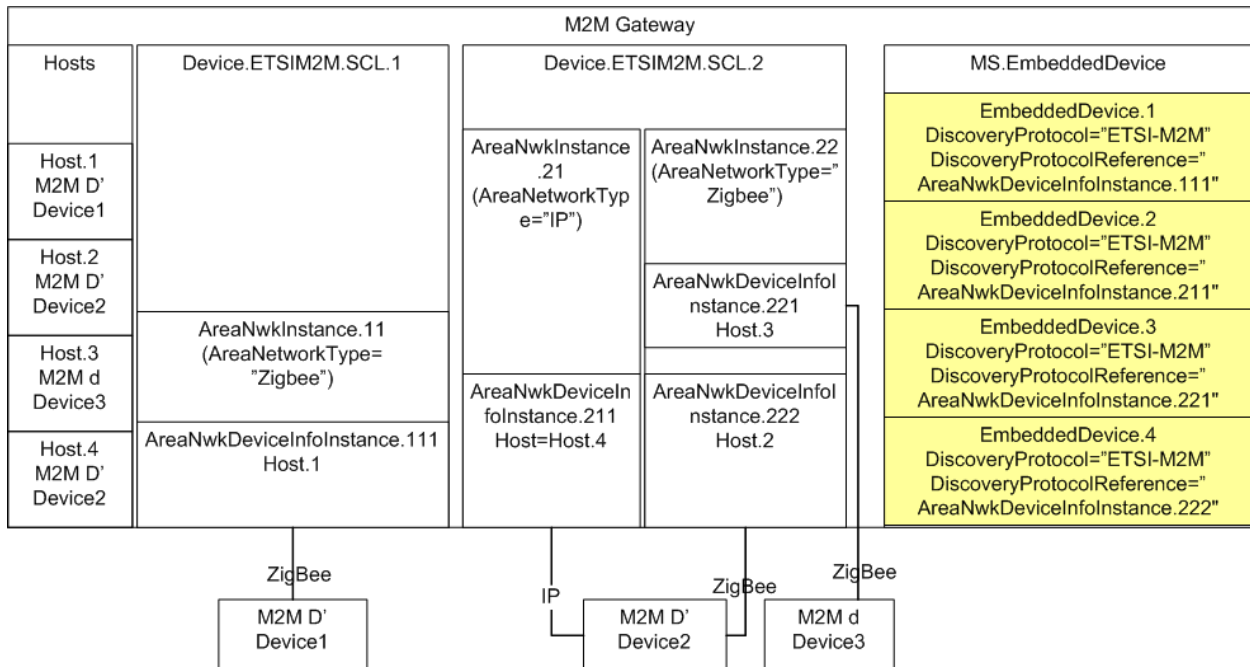 M2M Gateway
Hosts
Host.1
M2M D’
Device1
Host.2
M2M D’
Device2
Host.3
M2M d
Device3
Host.4
M2M D’
Device2
Device.ETSIM2M.SCL.1
AreaNwkInstance.11
(AreaNetworkType=
”Zigbee”)
AreaNwkDeviceInfoInstance.111
Host.1
Device.ETSIM2M.SCL.2
AreaNwkInstance
.21
(AreaNetworkTyp
e=”IP”)
AreaNwkDeviceIn
foInstance.211
Host=Host.4
AreaNwkInstance.22
(AreaNetworkType=”
Zigbee”)
AreaNwkDeviceInfoI
nstance.221
Host.3
AreaNwkDeviceInfoI
nstance.222
Host.2
MS.EmbeddedDevice
EmbeddedDevice.1
DiscoveryProtocol=”ETSI-M2M”
DiscoveryProtocolReference=”
AreaNwkDeviceInfoInstance.111"
EmbeddedDevice.2
DiscoveryProtocol=”ETSI-M2M”
DiscoveryProtocolReference=”
AreaNwkDeviceInfoInstance.211"
EmbeddedDevice.3
DiscoveryProtocol=”ETSI-M2M”
DiscoveryProtocolReference=”
AreaNwkDeviceInfoInstance.221"
EmbeddedDevice.4
DiscoveryProtocol=”ETSI-M2M”
DiscoveryProtocolReference=”
AreaNwkDeviceInfoInstance.222"
ZigBee
IP
ZigBee
ZigBee
M2M D’
Device1
M2M D’
Device2
M2M d
Device3